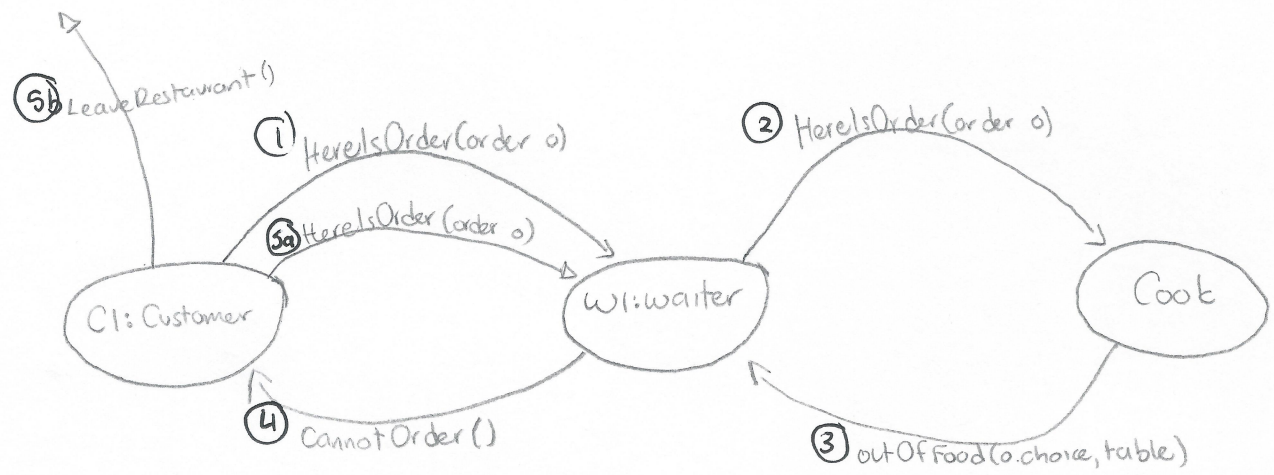 5b LeaveRestaurant()
1 HereIsOrder(order o)
2 HereIsOrder(order o)
5a HereIsOrder(order o)
C1: Customer
W1: waiter
Cook
4 CannotOrder()
3 outOfFood(o.choice, table)